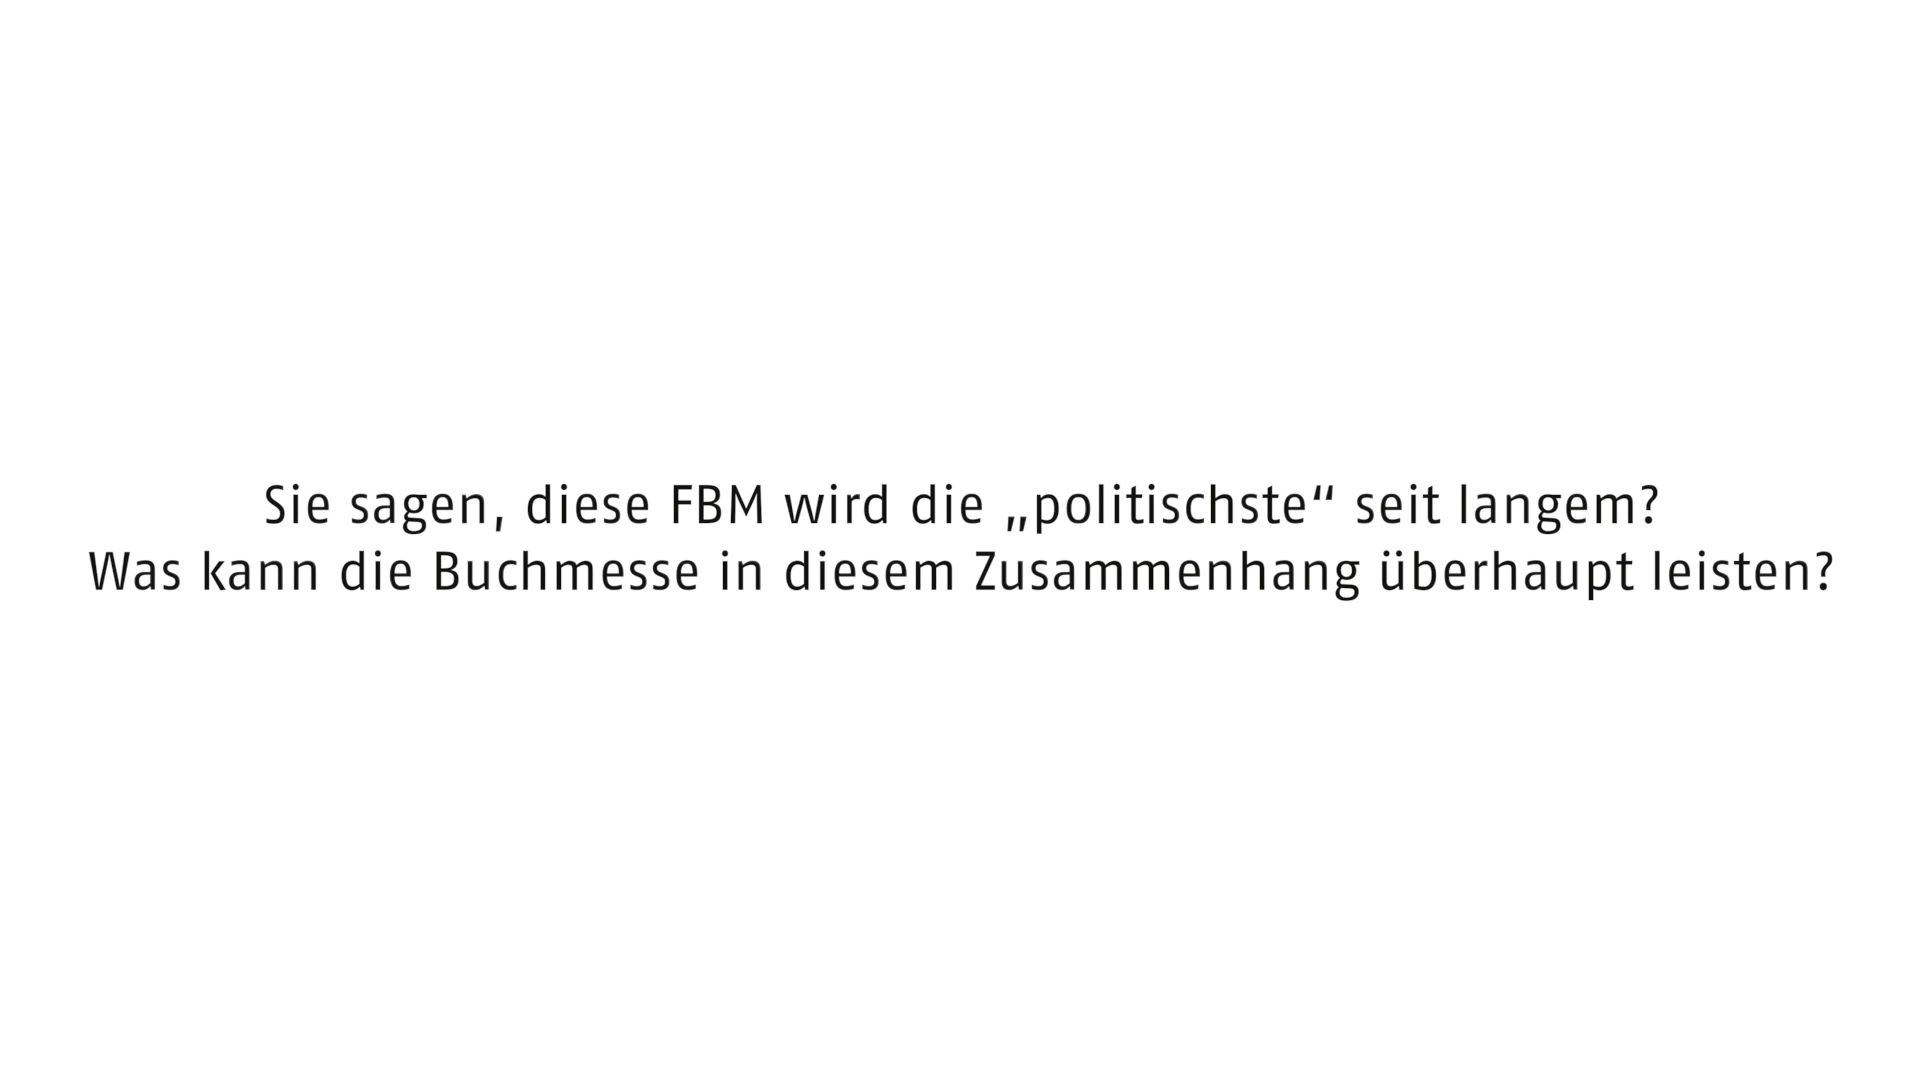 Sie sagen, diese FBM wird die „politischste“ seit langem?
Was kann die Buchmesse in diesem Zusammenhang überhaupt leisten?